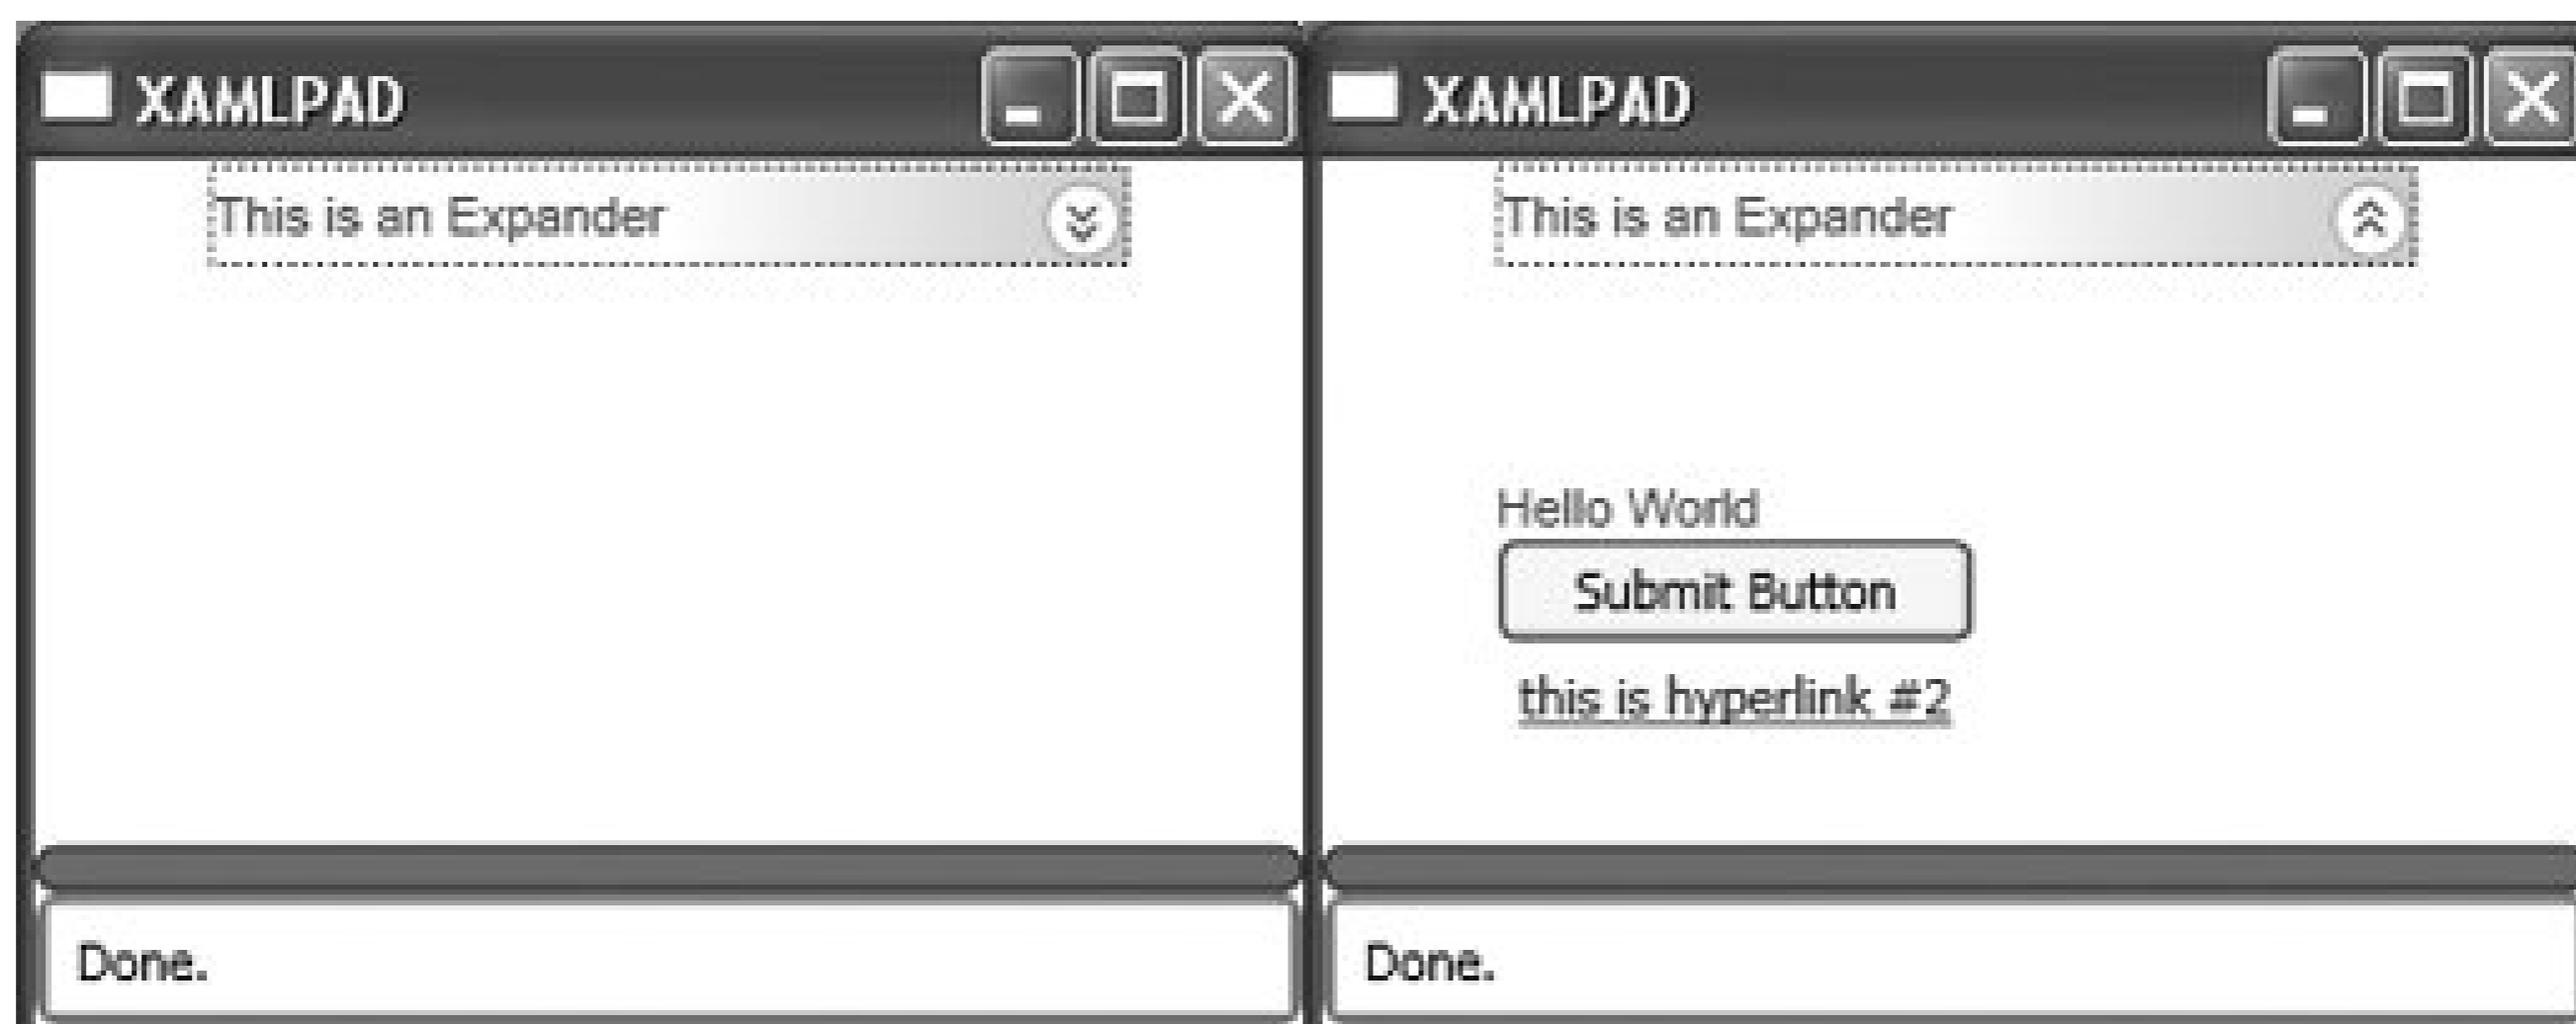 XAMLPAD
This is an Expander
Done.
XAMLPAD
This is an Expander
Hello World
Submit Button
this is hyperlink #2
Done.